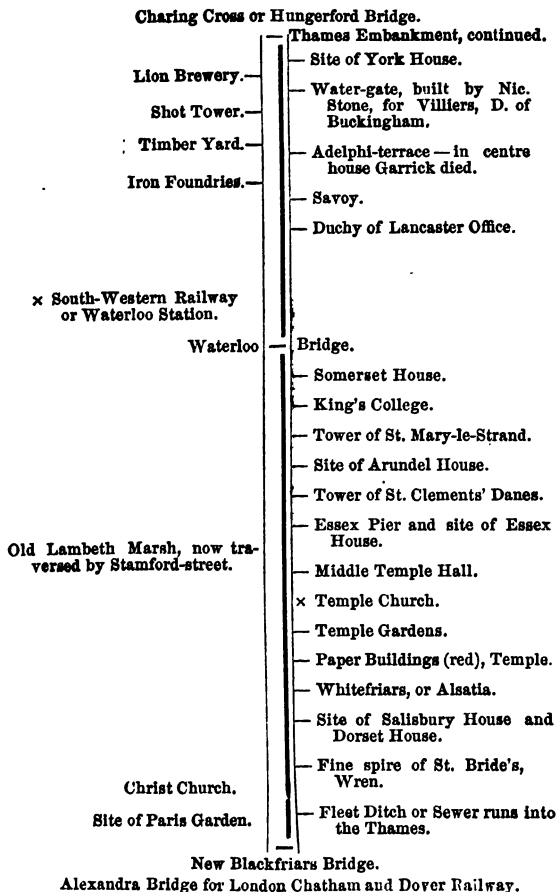 Charing Cross or Hungerford Bridge.
Thames Embankment, continued.
Site of York House.
Lion Brewery.
Water-gate, built by Nic.
Stone, for Villiers, D. of
Buckingham.
Shot Tower.
Timber Yard.
Adelphi-terrace — in centre
house Garrick died.
Iron Foundries.
Savoy.
Duchy of Lancaster Office.
× South-Western Railway
or Waterloo Station.
Waterloo Bridge.
Somerset House.
King's College.
Tower of St. Mary-le-Strand.
Site of Arundel House.
Tower of St. Clements' Danes.
Essex Pier and site of Essex
House.
Old Lambeth Marsh, now tra-
versed by Stamford-street.
Middle Temple Hall.
× Temple Church.
Temple Gardens.
Paper Buildings (red), Temple.
Whitefriars, or Alsatia.
Site of Salisbury House and
Dorset House.
Fine spire of St. Bride's,
Wren.
Christ Church.
Site of Paris Garden.
Fleet Ditch or Sewer runs into
the Thames.
New Blackfriars Bridge.
Alexandra Bridge for London Chatham and Dover Railway.